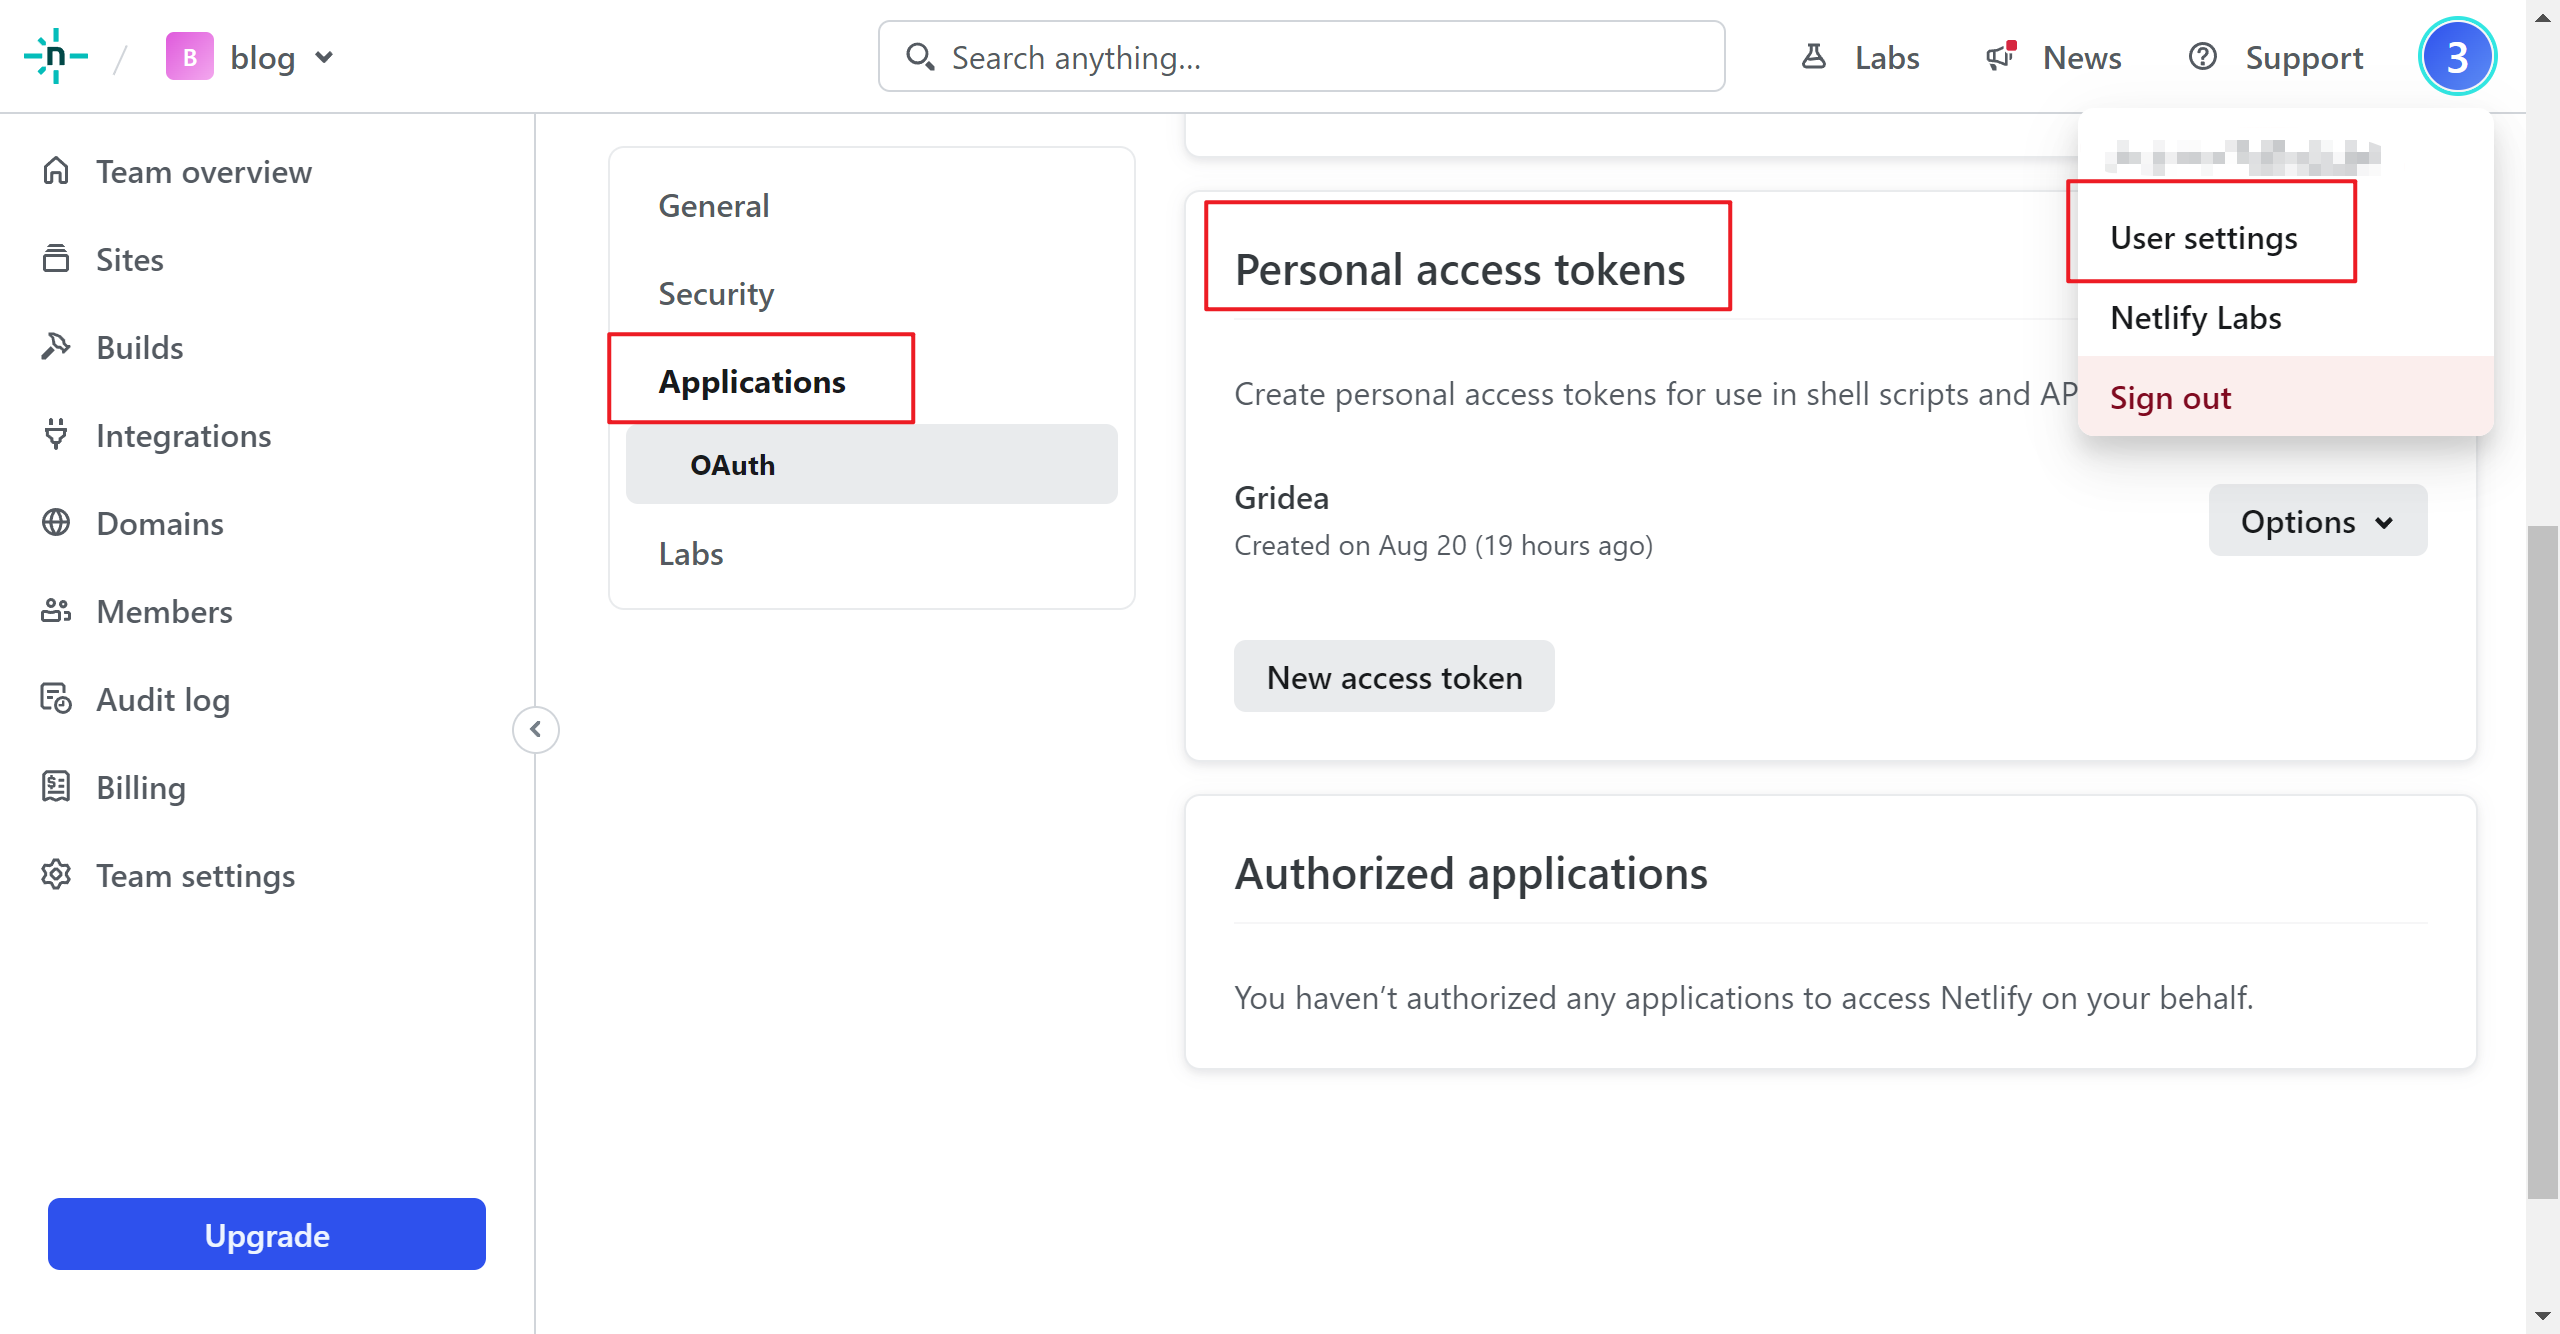 n / B blog
Search anything...
Labs
News
Support
3
Team overview
Sites
Builds
Integrations
Domains
Members
Audit log
Billing
Team settings
Upgrade
General
Security
Applications
OAuth
Labs
Personal access tokens
Create personal access tokens for use in shell scripts and AP
Gridea
Created on Aug 20 (19 hours ago)
Options
New access token
Authorized applications
You haven’t authorized any applications to access Netlify on your behalf.
User settings
Netlify Labs
Sign out